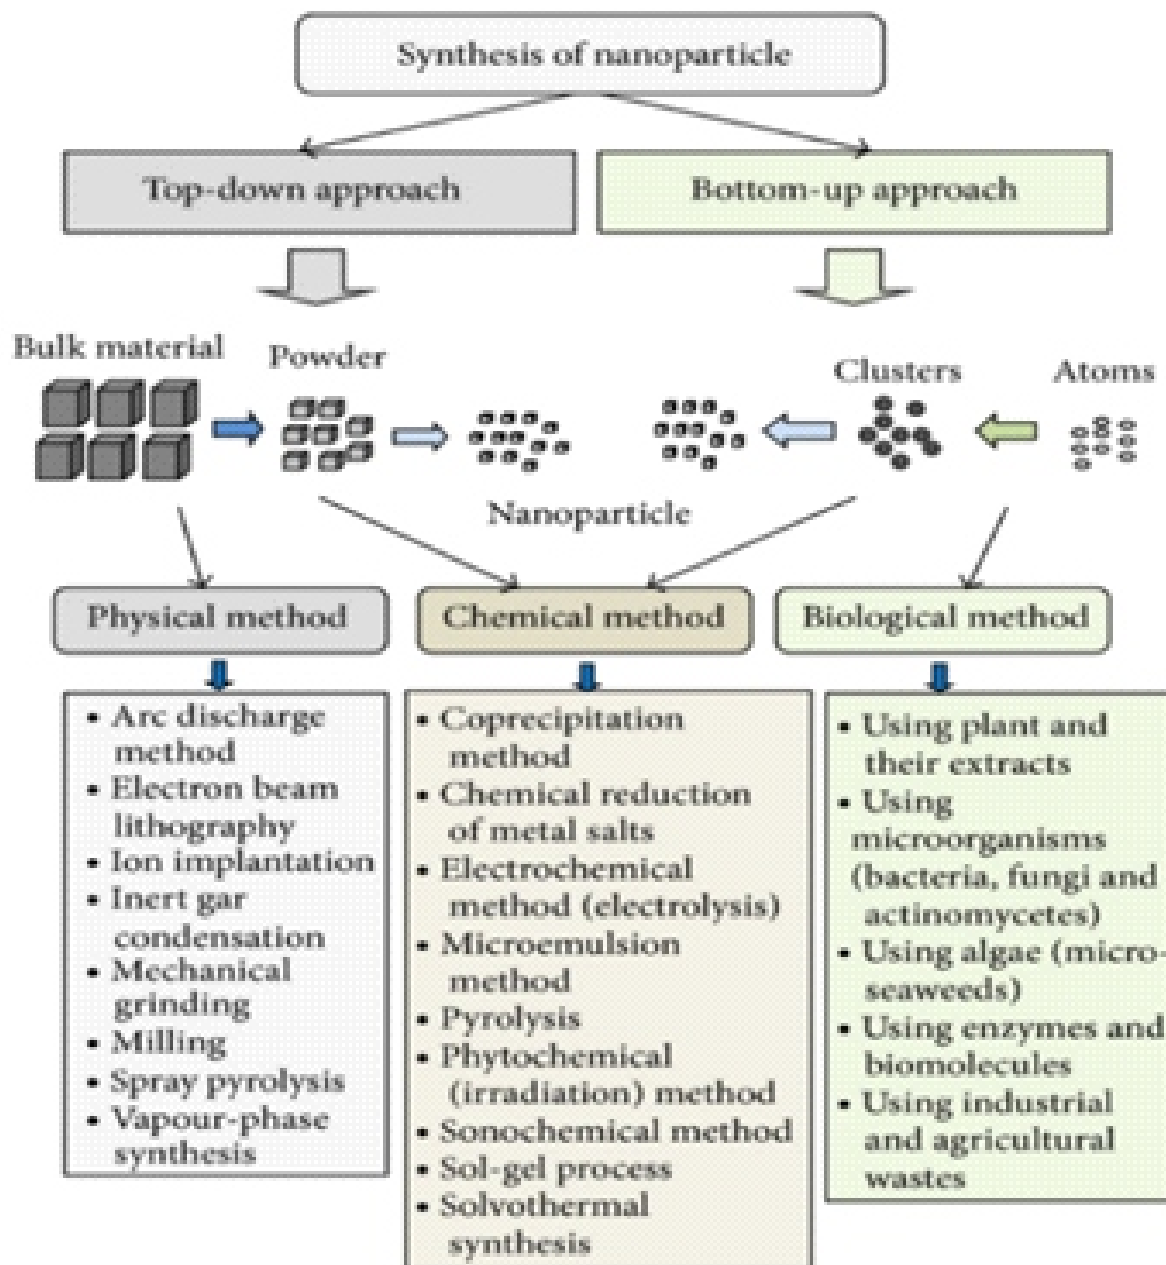 Synthesis of nanoparticle
Top-down approach
Bottom-up approach
Bulk material
Powder
Clusters
Atoms
Nanoparticle
Physical method
Chemical method
Biological method
• Arc discharge
method
• Electron beam
lithography
• Ion implantation
• Inert gar
condensation
• Mechanical
grinding
• Milling
• Spray pyrolysis
• Vapour-phase
synthesis
• Coprecipitation
method
• Chemical reduction
of metal salts
• Electrochemical
method (electrolysis)
• Microemulsion
method
• Pyrolysis
• Phytochemical
(irradiation) method
• Sonochemical method
• Sol-gel process
• Solvothermal
synthesis
• Using plant and
their extracts
• Using
microorganisms
(bacteria, fungi and
actinomycetes)
• Using algae (micro-
seaweeds)
• Using enzymes and
biomolecules
• Using industrial
and agricultural
wastes